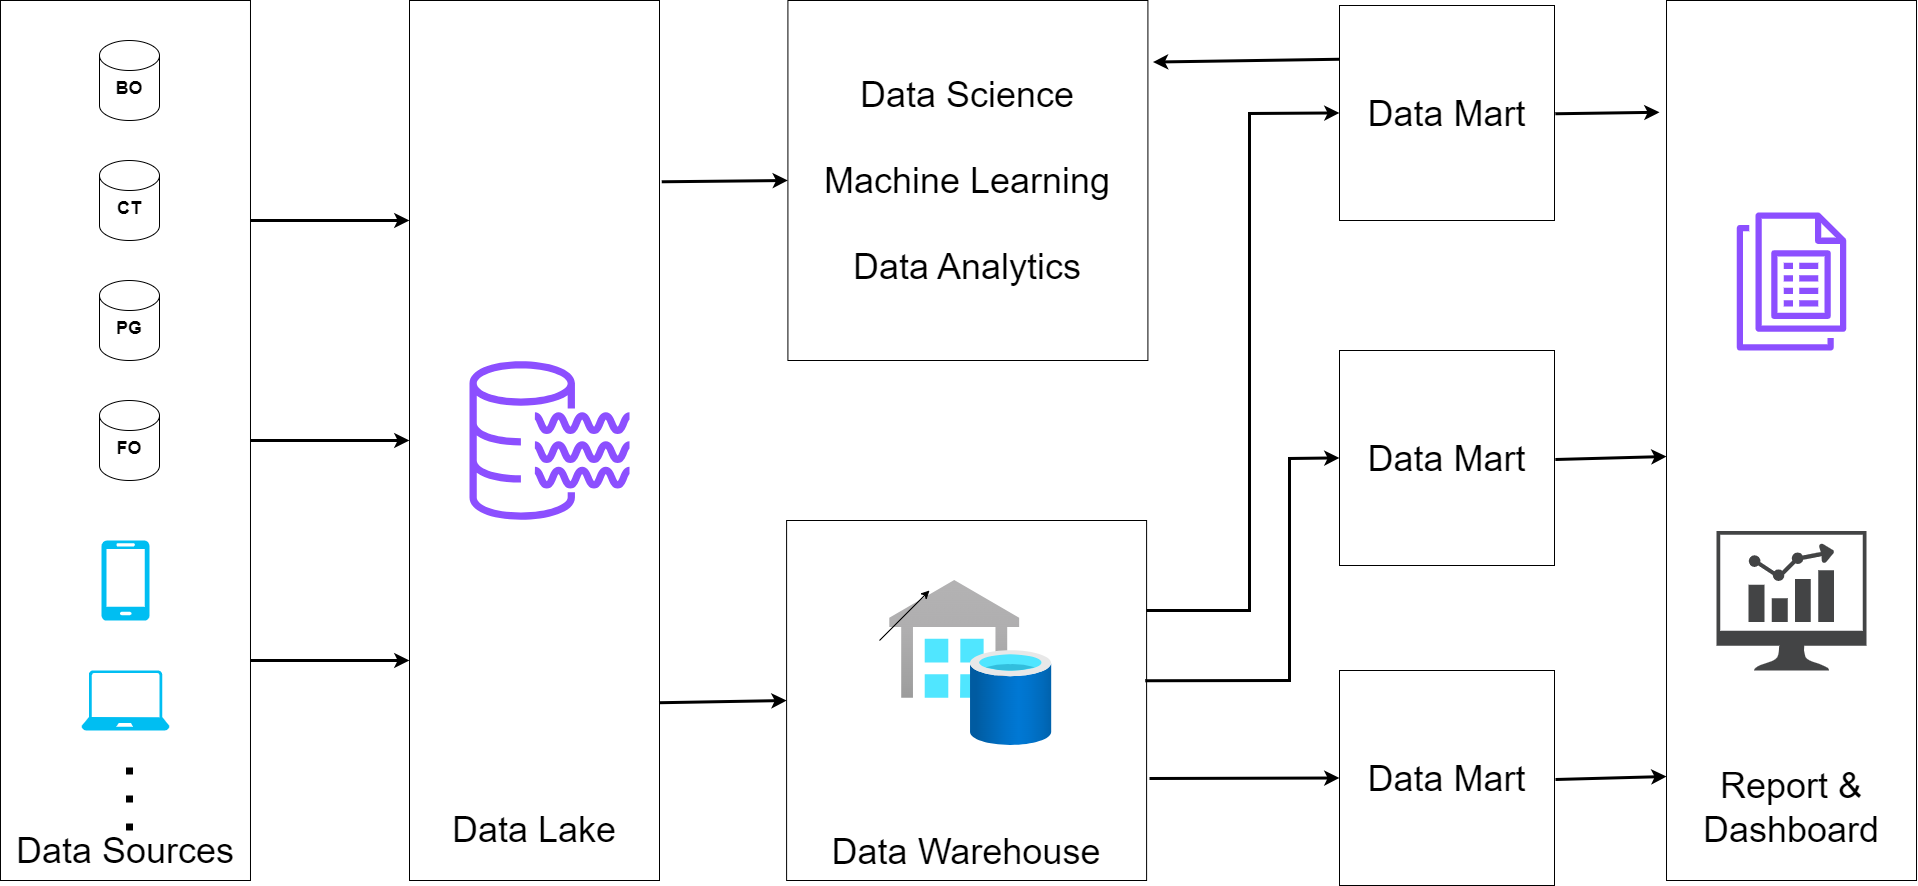 BO
CT
PG
FO
Data Sources
Data Lake
Data Science
Machine Learning
Data Analytics
Data Warehouse
Data Mart
Data Mart
Data Mart
Report &
Dashboard